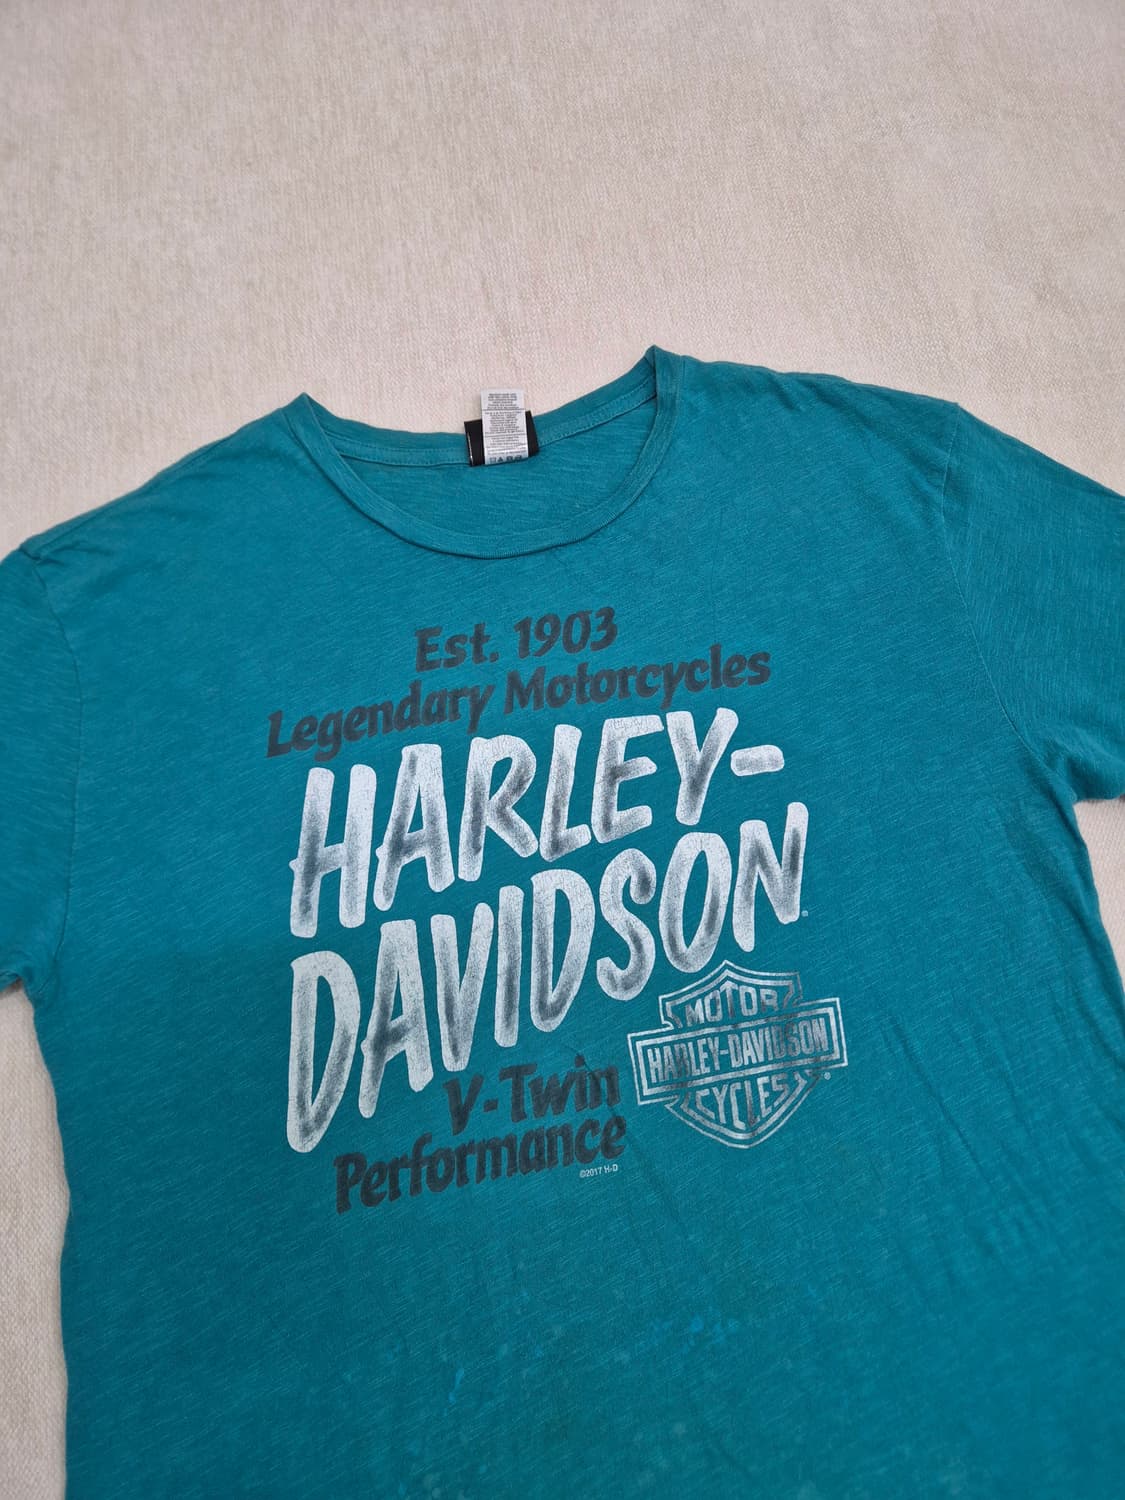 Est. 1903
Legendary Motorcycles
HARLEY-
DAVIDSON
MOTOR
HARLEY-DAVIDSON
CYCLES
V-Twin
Performance
©2017 H-D